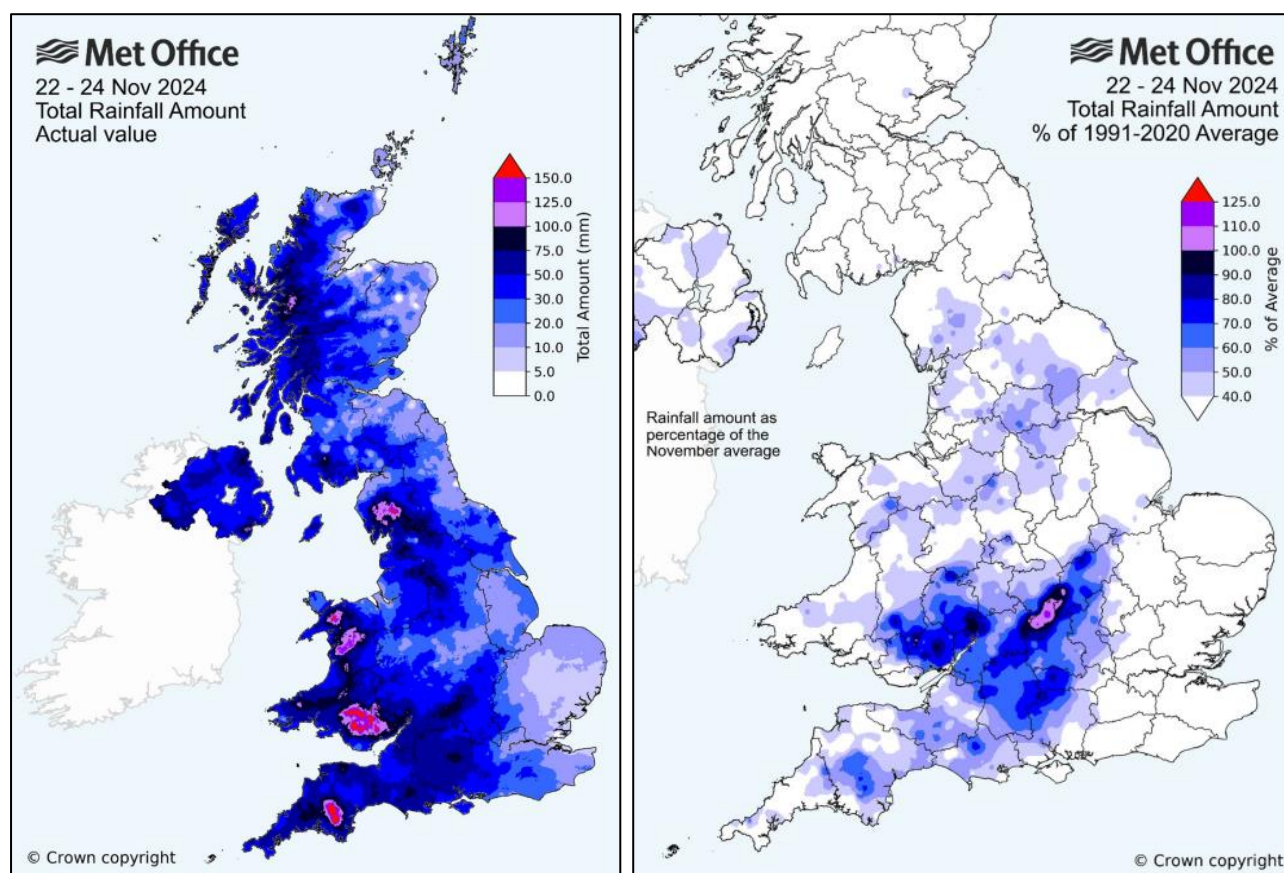 Met Office
22 - 24 Nov 2024
Total Rainfall Amount
Actual value
150.0
125.0
100.0
75.0
50.0
30.0
20.0
10.0
5.0
0.0
Total Amount (mm)
© Crown copyright
Met Office
22 - 24 Nov 2024
Total Rainfall Amount
% of 1991-2020 Average
125.0
110.0
100.0
90.0
80.0
70.0
60.0
50.0
40.0
% of Average
Rainfall amount as
percentage of the
November average
© Crown copyright